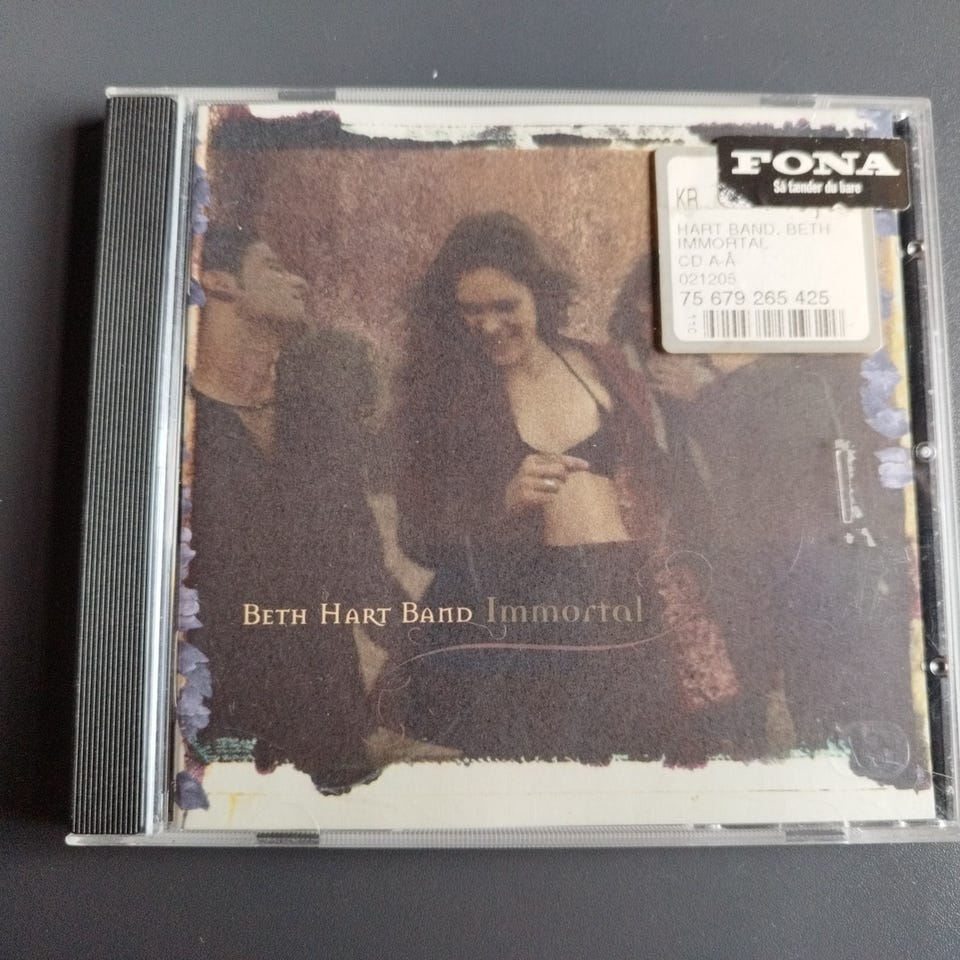 FONA
Så tænder du bare
KR
HART BAND, BETH
IMMORTAL
CD A-Å
021205
75 679 265 425
110
BETH HART BAND Immortal